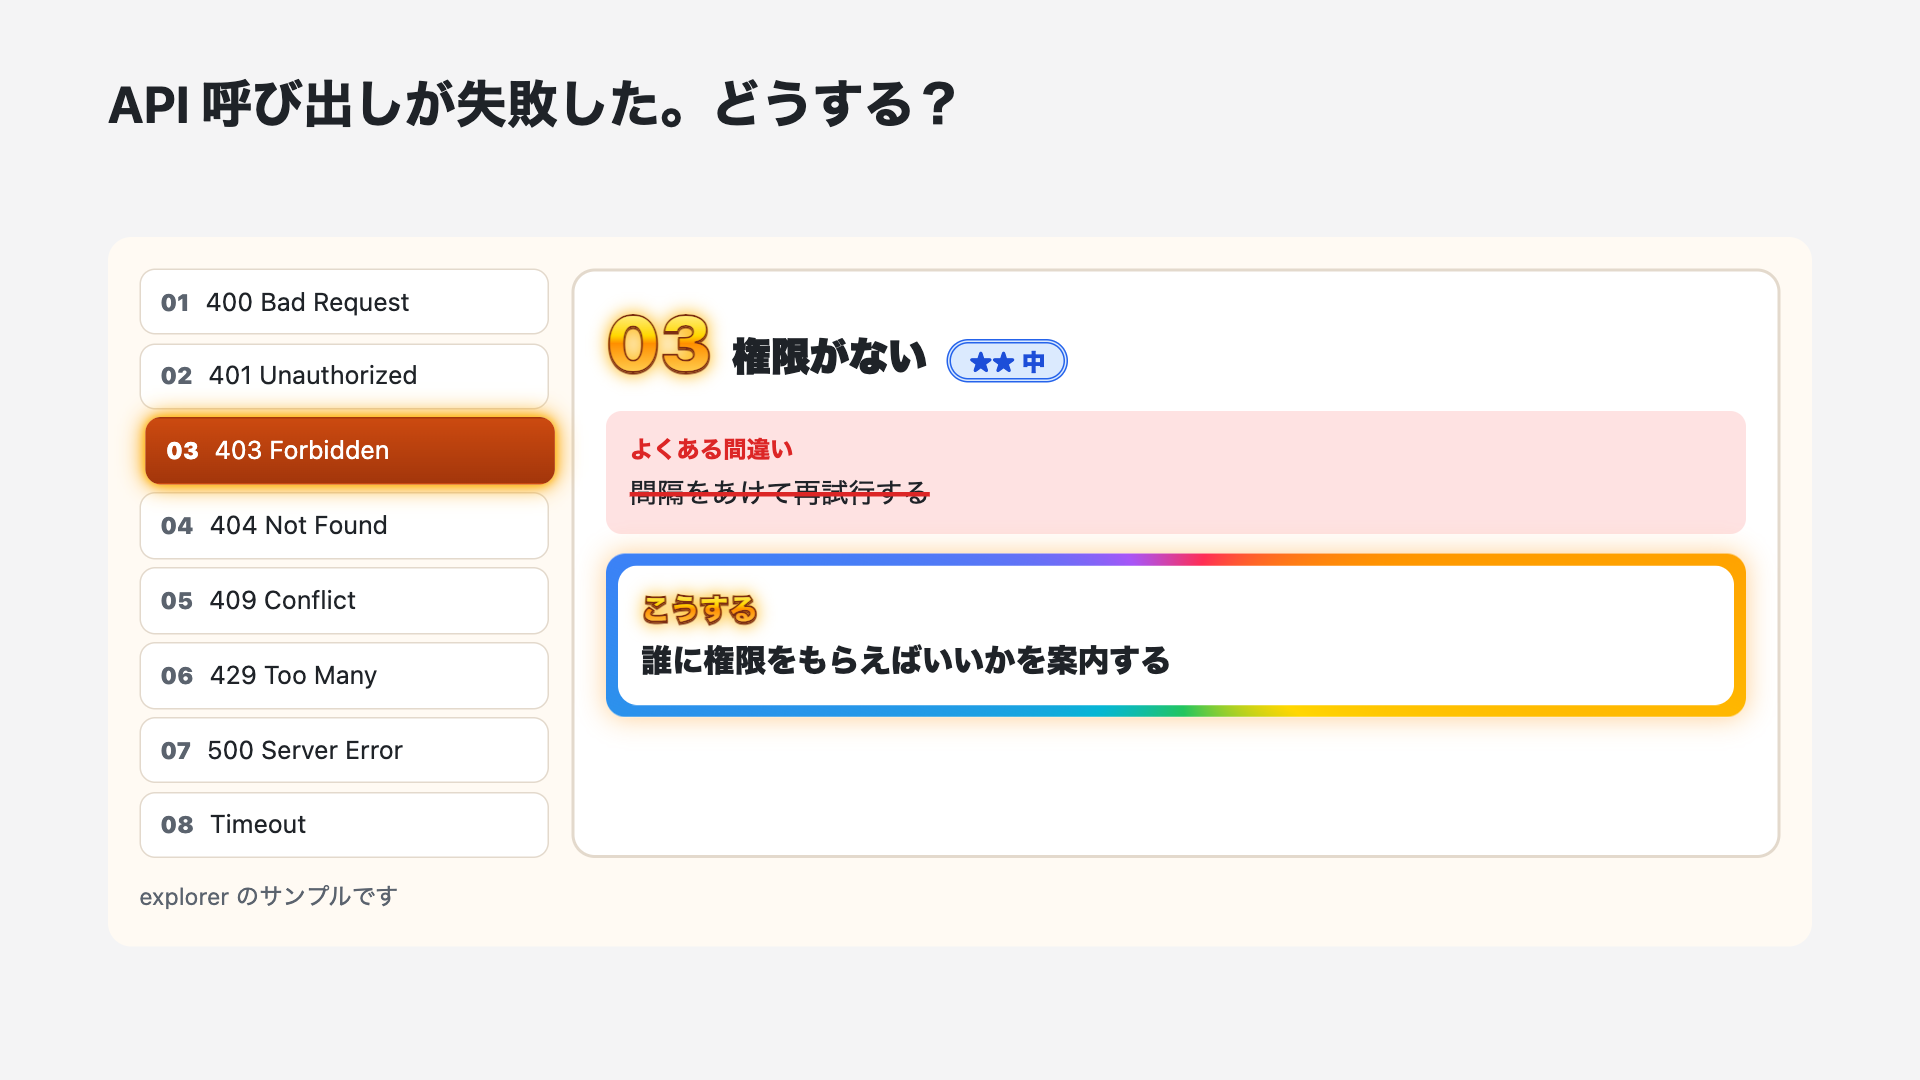 API 呼び出しが失敗した。どうする？
01 400 Bad Request
02 401 Unauthorized
03 403 Forbidden
04 404 Not Found
05 409 Conflict
06 429 Too Many
07 500 Server Error
08 Timeout
03 権限がない ★★ 中
よくある間違い
間隔をあけて再試行する
こうする
誰に権限をもらえばいいかを案内する
explorer のサンプルです